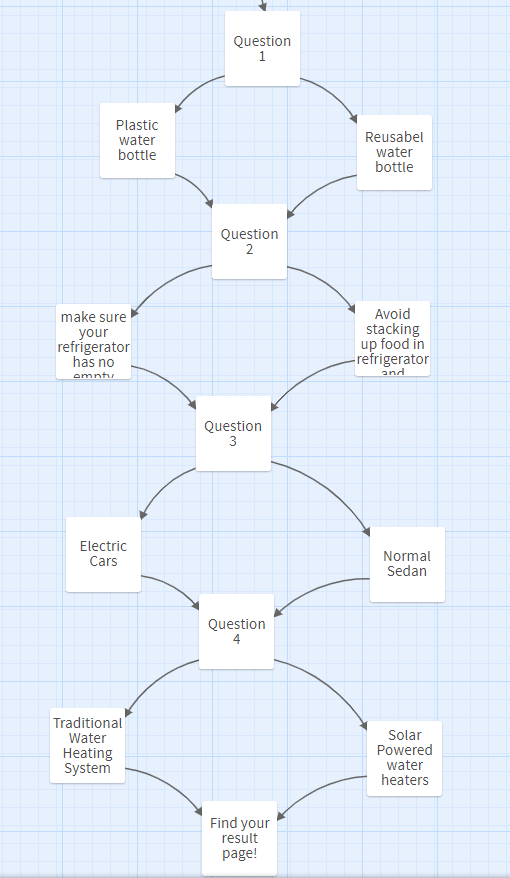 Question
1
Plastic
water
bottle
Reusabel
water
bottle
Question
2
make sure
your
refrigerator
has no
empty
Avoid
stacking
up food in
refrigerator
and
Question
3
Electric
Cars
Normal
Sedan
Question
4
Traditional
Water
Heating
System
Solar
Powered
water
heaters
Find your
result
page!